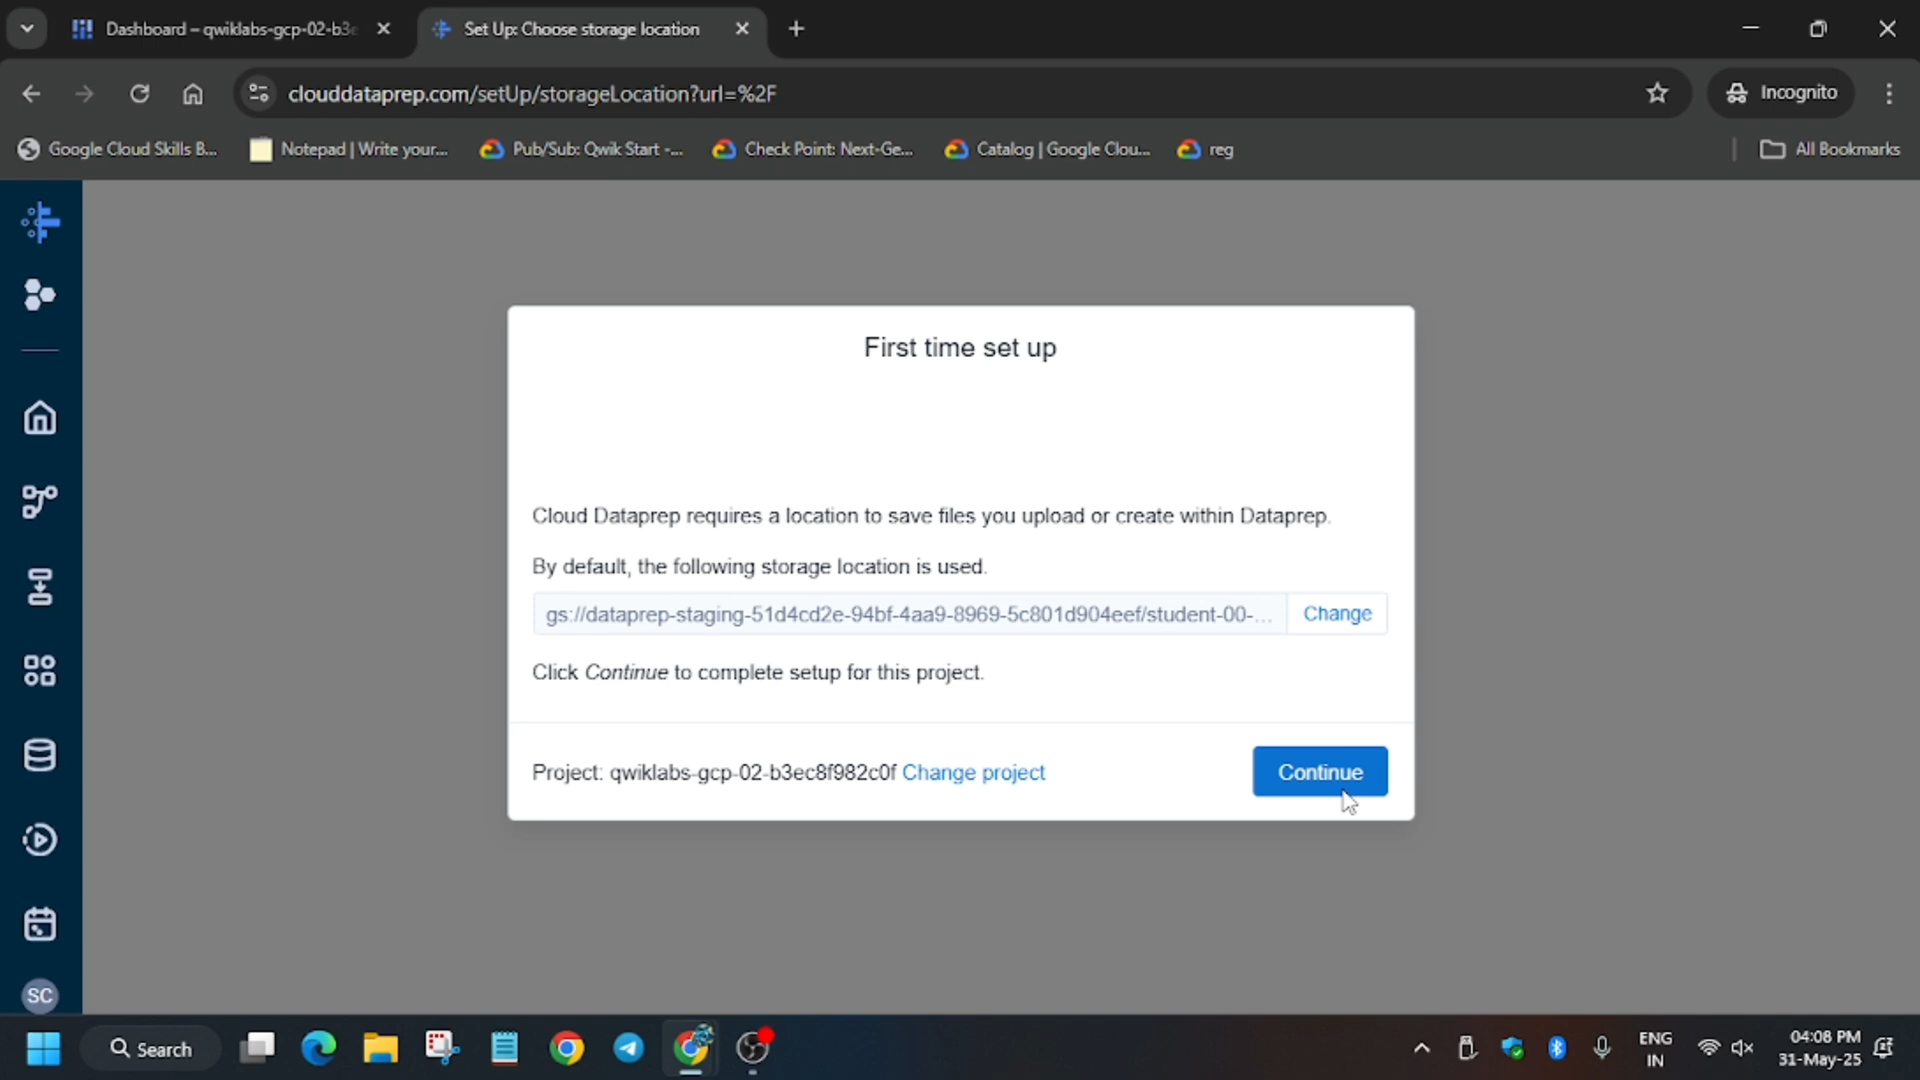 Dashboard – qwiklabs-gcp-02-b3e
Set Up: Choose storage location
clouddataprep.com/setUp/storageLocation?url=%2F
Incognito
Google Cloud Skills B...
Notepad | Write your...
Pub/Sub: Qwik Start -...
Check Point: Next-Ge...
Catalog | Google Clou...
reg
All Bookmarks
First time set up
Cloud Dataprep requires a location to save files you upload or create within Dataprep.
By default, the following storage location is used.
gs://dataprep-staging-51d4cd2e-94bf-4aa9-8969-5c801d904eef/student-00-...
Change
Click Continue to complete setup for this project.
Project: qwiklabs-gcp-02-b3ec8f982c0f Change project
Continue
SC
Search
ENG
IN
04:08 PM
31-May-25